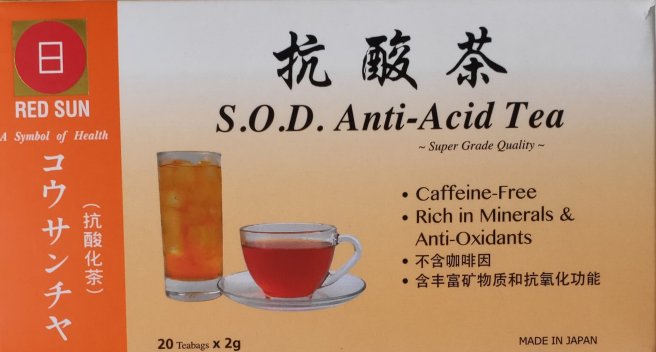 日
RED SUN
A Symbol of Health
コウサンチャ
(抗酸化茶)
抗酸茶
S.O.D. Anti-Acid Tea
~ Super Grade Quality ~
• Caffeine-Free
• Rich in Minerals &
Anti-Oxidants
• 不含咖啡因
• 含丰富矿物质和抗氧化功能
20 Teabags x 2g
MADE IN JAPAN